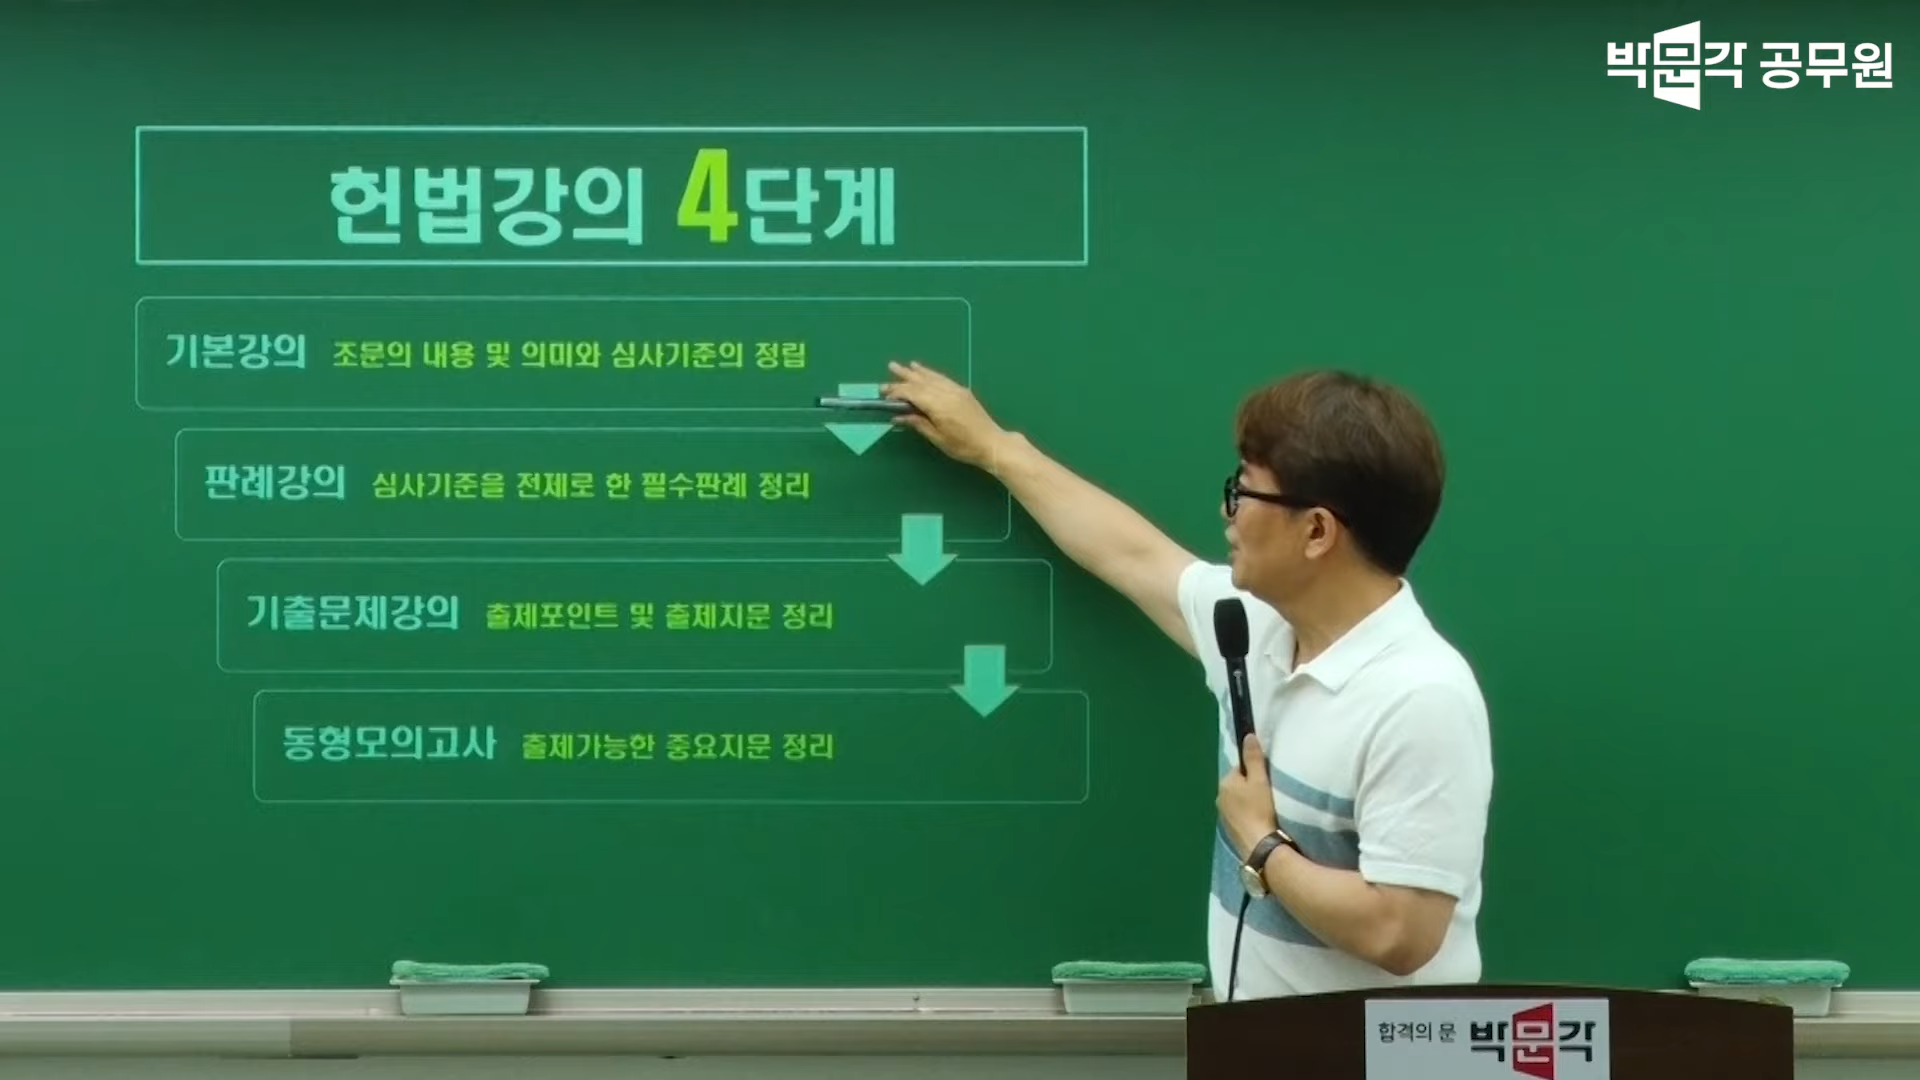 박문각 공무원
헌법강의 4단계
기본강의 조문의 내용 및 의미와 심사기준의 정립
판례강의 심사기준을 전제로 한 필수판례 정리
기출문제강의 출제포인트 및 출제지문 정리
동형모의고사 출제가능한 중요지문 정리
합격의 문 박문각